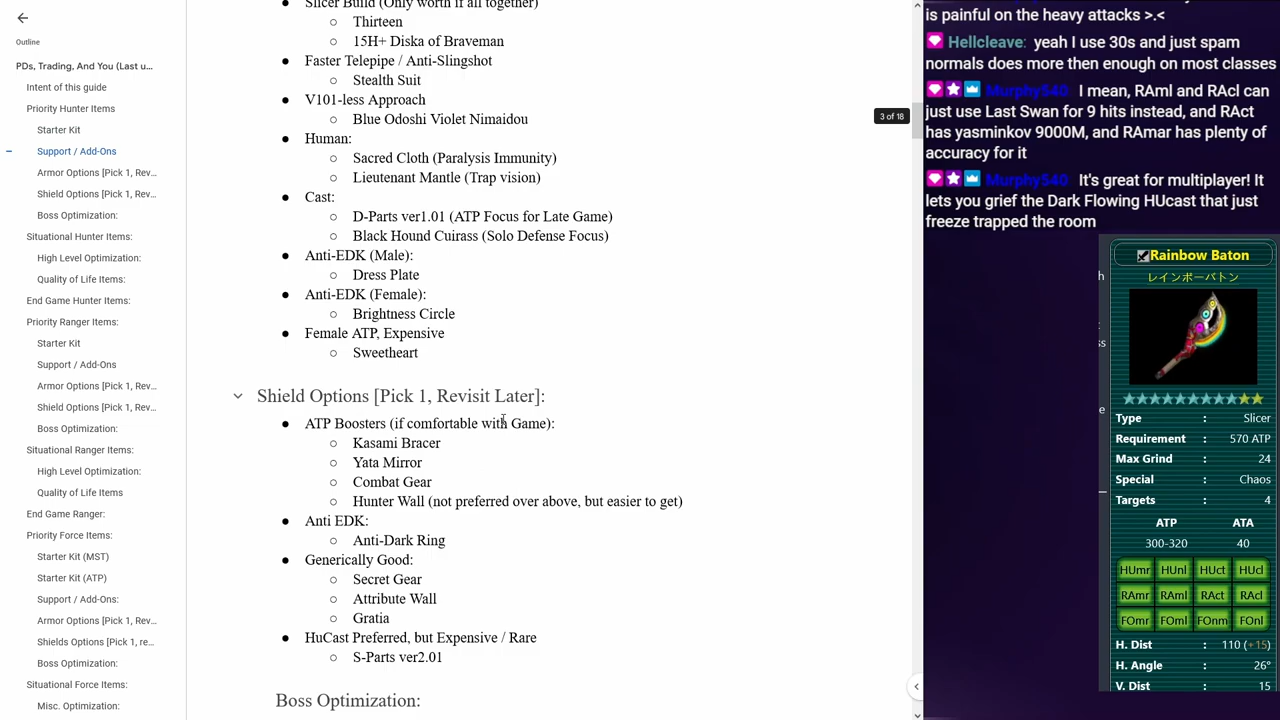 Outline
PDs, Trading, And You (Last u...
Intent of this guide
Priority Hunter Items
Starter Kit
Support / Add-Ons
Armor Options [Pick 1, Rev...
Shield Options [Pick 1, Rev...
Boss Optimization:
Situational Hunter Items:
High Level Optimization:
Quality of Life Items:
End Game Hunter Items:
Priority Ranger Items:
Starter Kit
Support / Add-Ons
Armor Options [Pick 1, Rev...
Shield Options [Pick 1, Rev...
Boss Optimization:
Situational Ranger Items:
High Level Optimization:
Quality of Life Items
End Game Ranger:
Priority Force Items:
Starter Kit (MST)
Starter Kit (ATP)
Support / Add-Ons:
Armor Options [Pick 1, Rev...
Shields Options [Pick 1, re...
Boss Optimization:
Situational Force Items:
Misc. Optimization:
Slicer Build (Only worth if all together)
Thirteen
15H+ Diska of Braveman
Faster Telepipe / Anti-Slingshot
Stealth Suit
V101-less Approach
Blue Odoshi Violet Nimaidou
Human:
Sacred Cloth (Paralysis Immunity)
Lieutenant Mantle (Trap vision)
Cast:
D-Parts ver1.01 (ATP Focus for Late Game)
Black Hound Cuirass (Solo Defense Focus)
Anti-EDK (Male):
Dress Plate
Anti-EDK (Female):
Brightness Circle
Female ATP, Expensive
Sweetheart
Shield Options [Pick 1, Revisit Later]:
ATP Boosters (if comfortable with Game):
Kasami Bracer
Yata Mirror
Combat Gear
Hunter Wall (not preferred over above, but easier to get)
Anti EDK:
Anti-Dark Ring
Generically Good:
Secret Gear
Attribute Wall
Gratia
HuCast Preferred, but Expensive / Rare
S-Parts ver2.01
Boss Optimization:
3 of 18
is painful on the heavy attacks >.<
Hellcleave: yeah I use 30s and just spam
normals does more then enough on most classes
Murphy540: I mean, RAml and RAcl can
just use Last Swan for 9 hits instead, and RAct
has yasminkov 9000M, and RAmar has plenty of
accuracy for it
Murphy540: It's great for multiplayer! It
lets you grief the Dark Flowing HUcast that just
freeze trapped the room
Rainbow Baton
レインボーバトン
Type : Slicer
Requirement : 570 ATP
Max Grind : 24
Special : Chaos
Targets : 4
ATP ATA
300-320 40
HUmr HUnl HUct HUcl
RAmr RAml RAct RAcl
FOmr FOml FOnm FOnl
H. Dist : 110 (+15)
H. Angle : 26°
V. Dist : 15